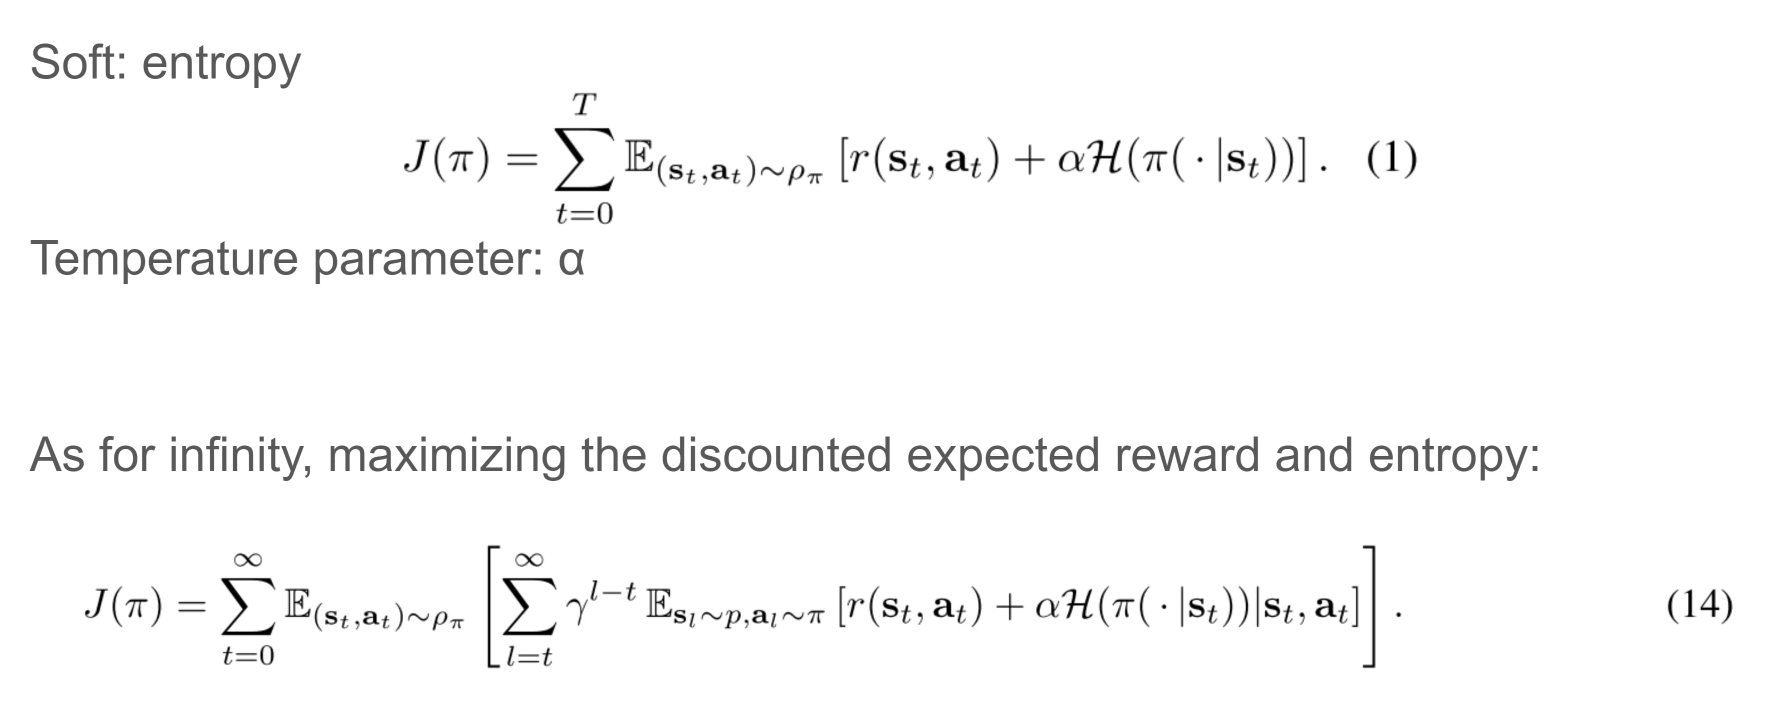 Soft: entropy
J(π) = ∑_{t=0}^{T} 𝔼_{(s_t,a_t)∼ρ_π} [r(s_t, a_t) + αℋ(π( · |s_t))] . (1)
Temperature parameter: α
As for infinity, maximizing the discounted expected reward and entropy:
J(π) = ∑_{t=0}^{∞} 𝔼_{(s_t,a_t)∼ρ_π} [ ∑_{l=t}^{∞} γ^{l−t} 𝔼_{s_l∼p,a_l∼π} [r(s_t, a_t) + αℋ(π( · |s_t))|s_t, a_t] ] . (14)